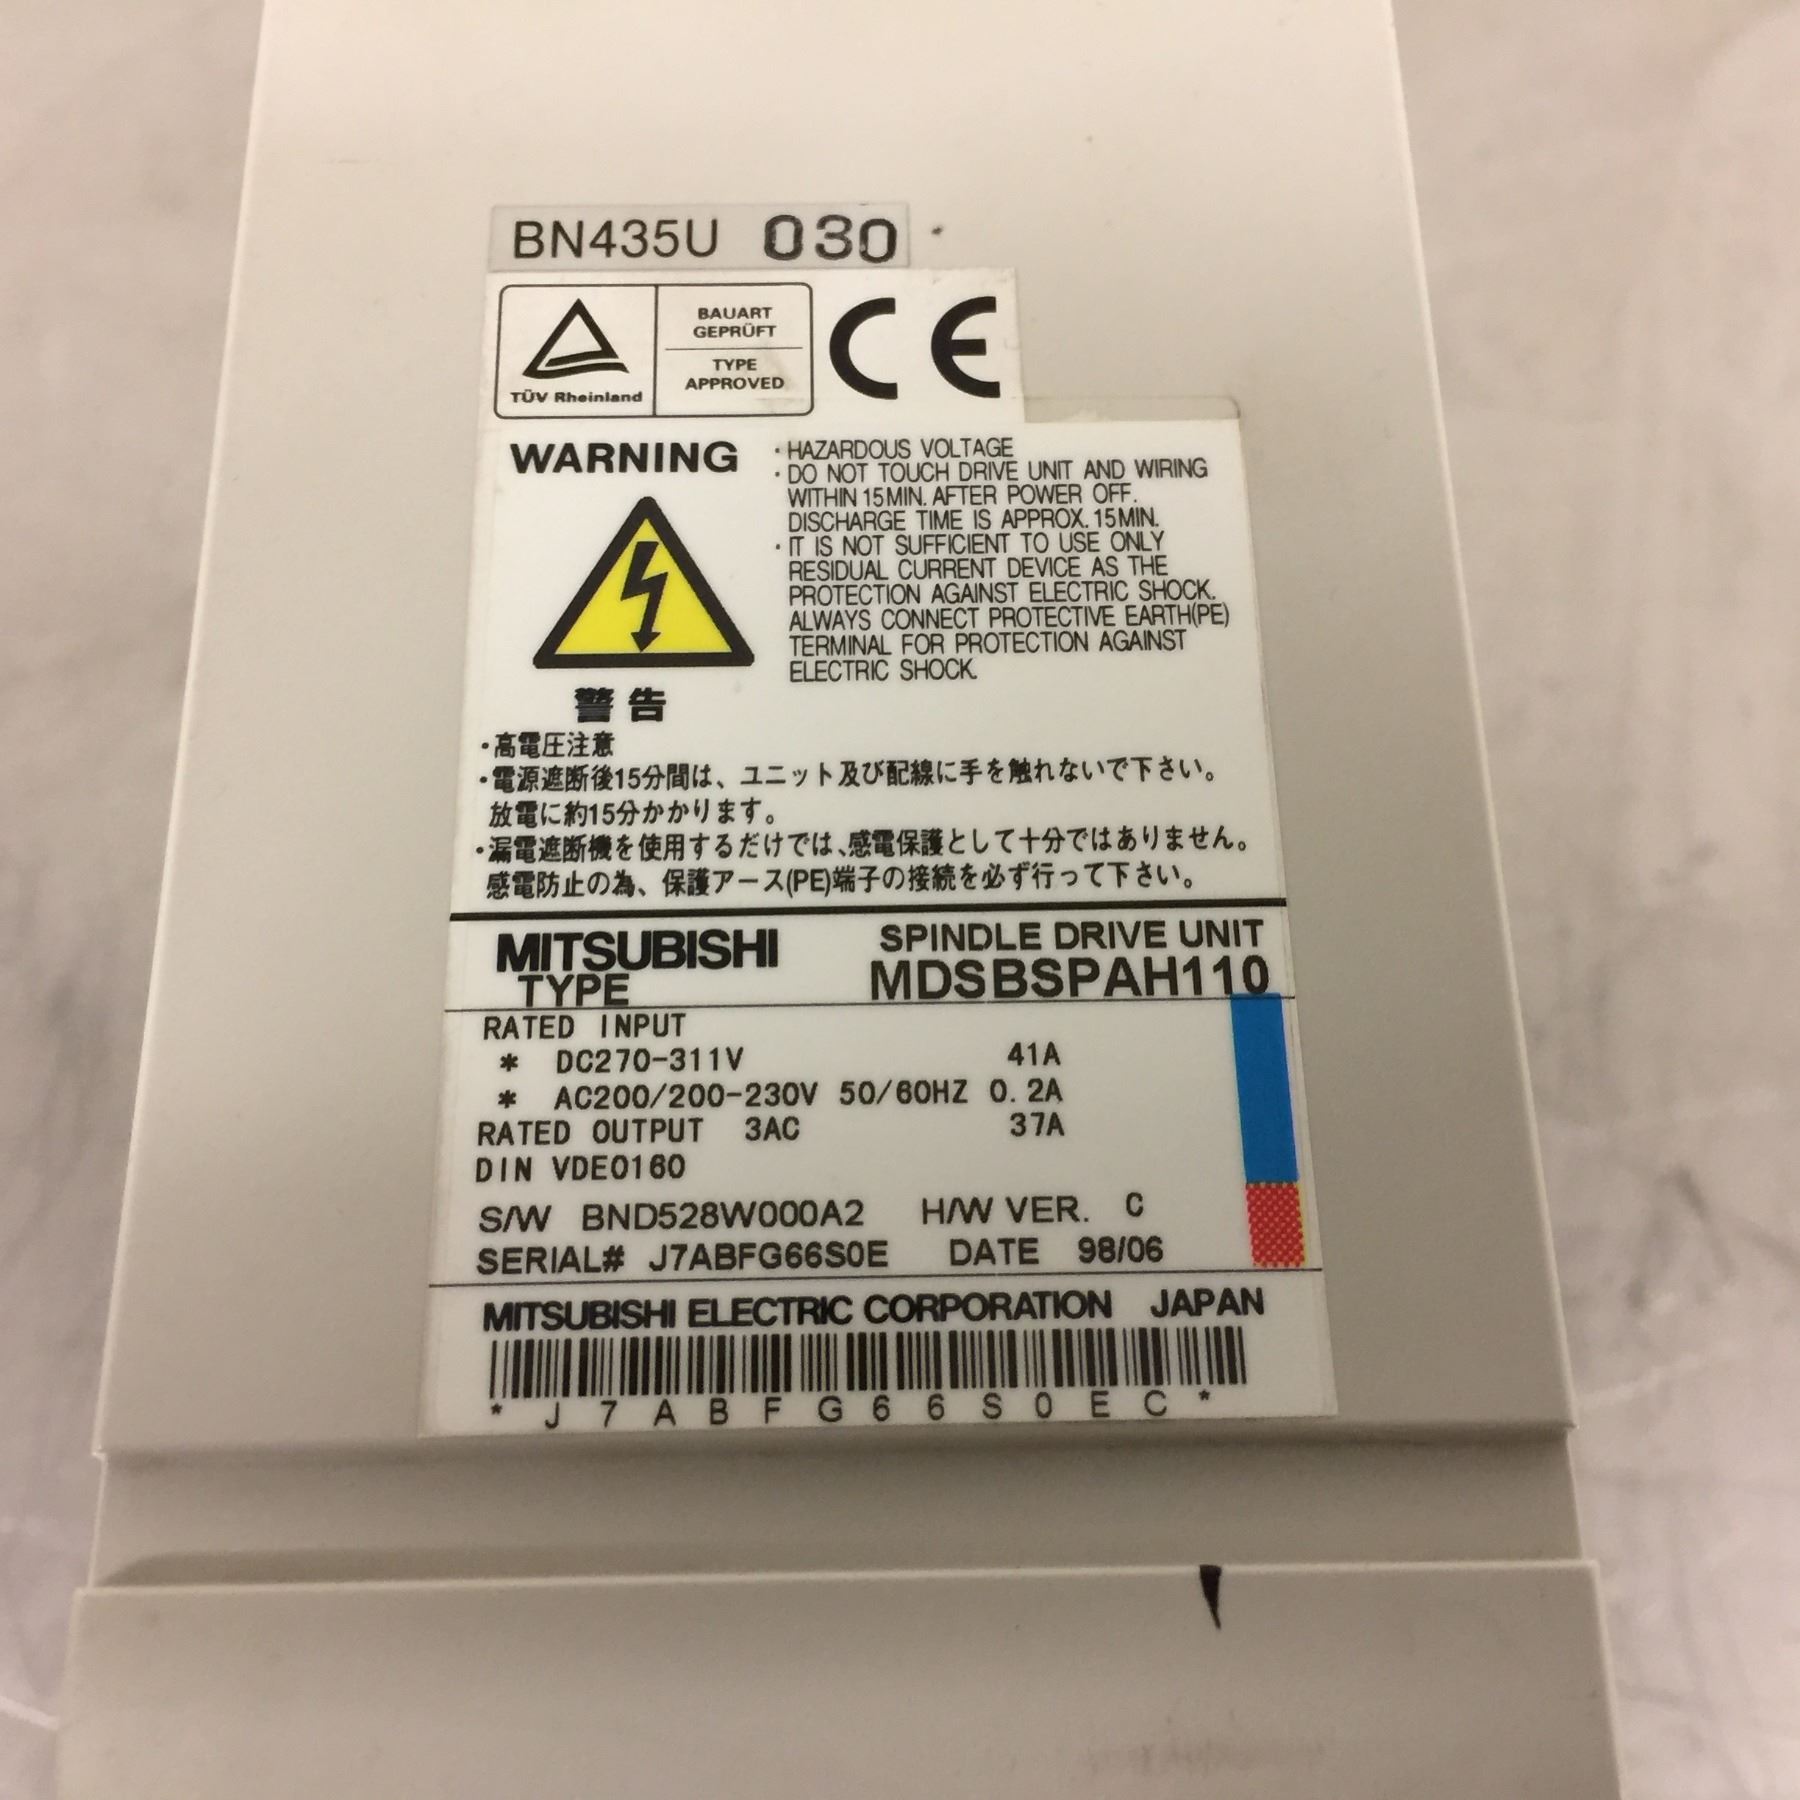 BN435U 030
BAUART
GEPRÜFT
TYPE
APPROVED
TÜV Rheinland
CE
WARNING
・HAZARDOUS VOLTAGE
・DO NOT TOUCH DRIVE UNIT AND WIRING
WITHIN 15MIN. AFTER POWER OFF.
DISCHARGE TIME IS APPROX. 15MIN.
・IT IS NOT SUFFICIENT TO USE ONLY
RESIDUAL CURRENT DEVICE AS THE
PROTECTION AGAINST ELECTRIC SHOCK.
ALWAYS CONNECT PROTECTIVE EARTH(PE)
TERMINAL FOR PROTECTION AGAINST
ELECTRIC SHOCK.
警告
・高電圧注意
・電源遮断後15分間は、ユニット及び配線に手を触れないで下さい。
放電に約15分かかります。
・漏電遮断機を使用するだけでは、感電保護として十分ではありません。
感電防止の為、保護アース(PE)端子の接続を必ず行って下さい。
MITSUBISHI SPINDLE DRIVE UNIT
TYPE MDSBSPAH110
RATED INPUT
* DC270-311V 41A
* AC200/200-230V 50/60HZ 0.2A
RATED OUTPUT 3AC 37A
DIN VDE0160
S/W BND528W000A2 H/W VER. C
SERIAL# J7ABFG66S0E DATE 98/06
MITSUBISHI ELECTRIC CORPORATION JAPAN
* J 7 A B F G 6 6 S 0 E C *